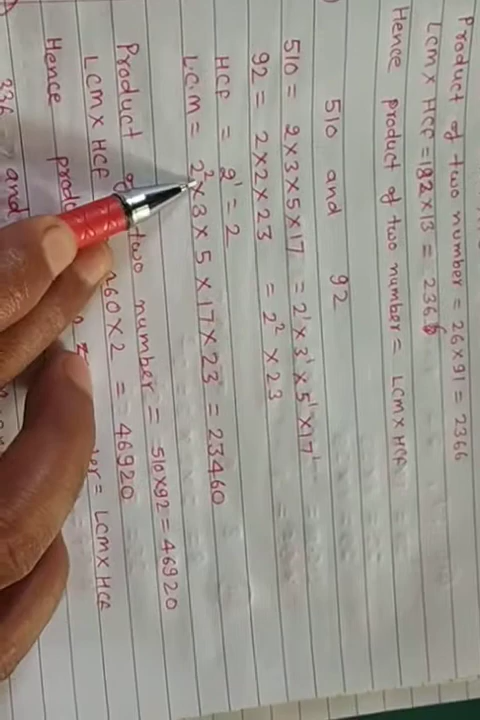 Product of two number = 26×91 = 2366
LCM × HCF = 182×13 = 2366
Hence product of two number = LCM × HCF
510 and 92
510 = 2×3×5×17 = 2¹×3¹×5¹×17¹
92 = 2×2×23 = 2²×23
HCF = 2¹ = 2
L.C.M = 2²×3×5×17×23 = 23460
Product of two number = 510×92 = 46920
LCM × HCF 460×2 = 46920
Hence = LCM × HCF
336 and